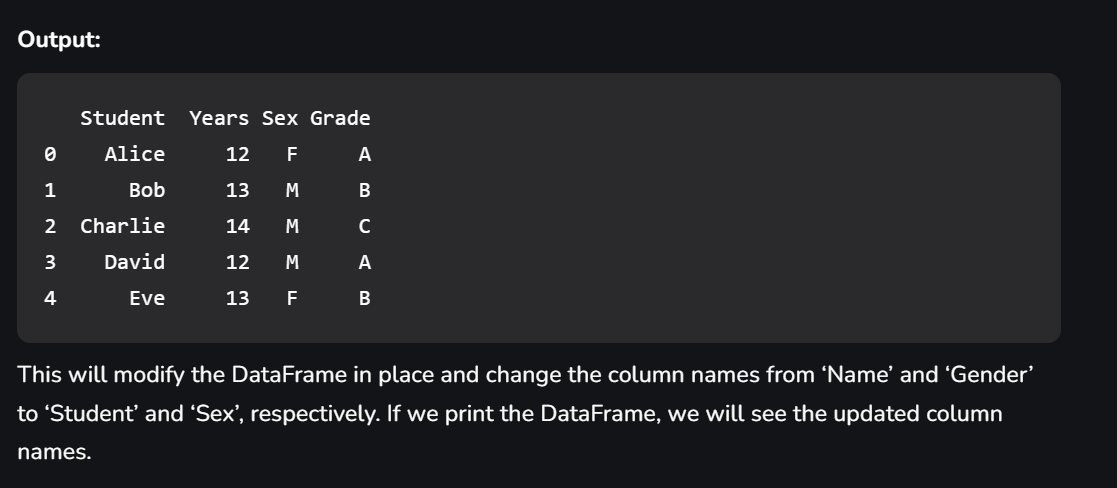 Output:
Student Years Sex Grade
0 Alice 12 F A
1 Bob 13 M B
2 Charlie 14 M C
3 David 12 M A
4 Eve 13 F B
This will modify the DataFrame in place and change the column names from ‘Name’ and ‘Gender’
to ‘Student’ and ‘Sex’, respectively. If we print the DataFrame, we will see the updated column
names.